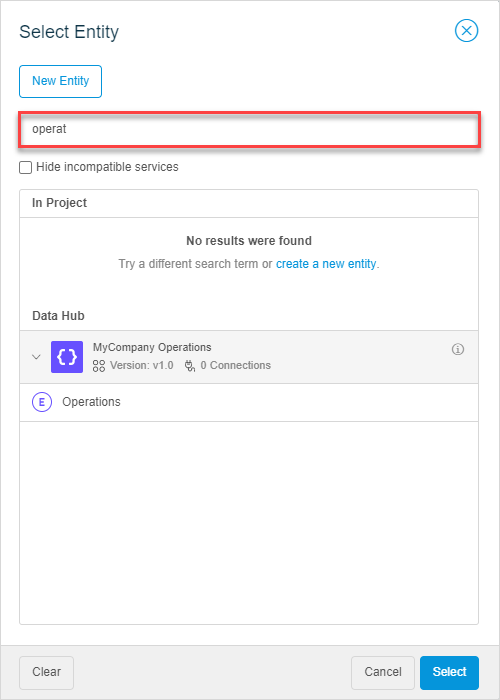 Select Entity
New Entity
operat
Hide incompatible services
In Project
No results were found
Try a different search term or create a new entity.
Data Hub
MyCompany Operations
Version: v1.0 0 Connections
E Operations
Clear Cancel Select